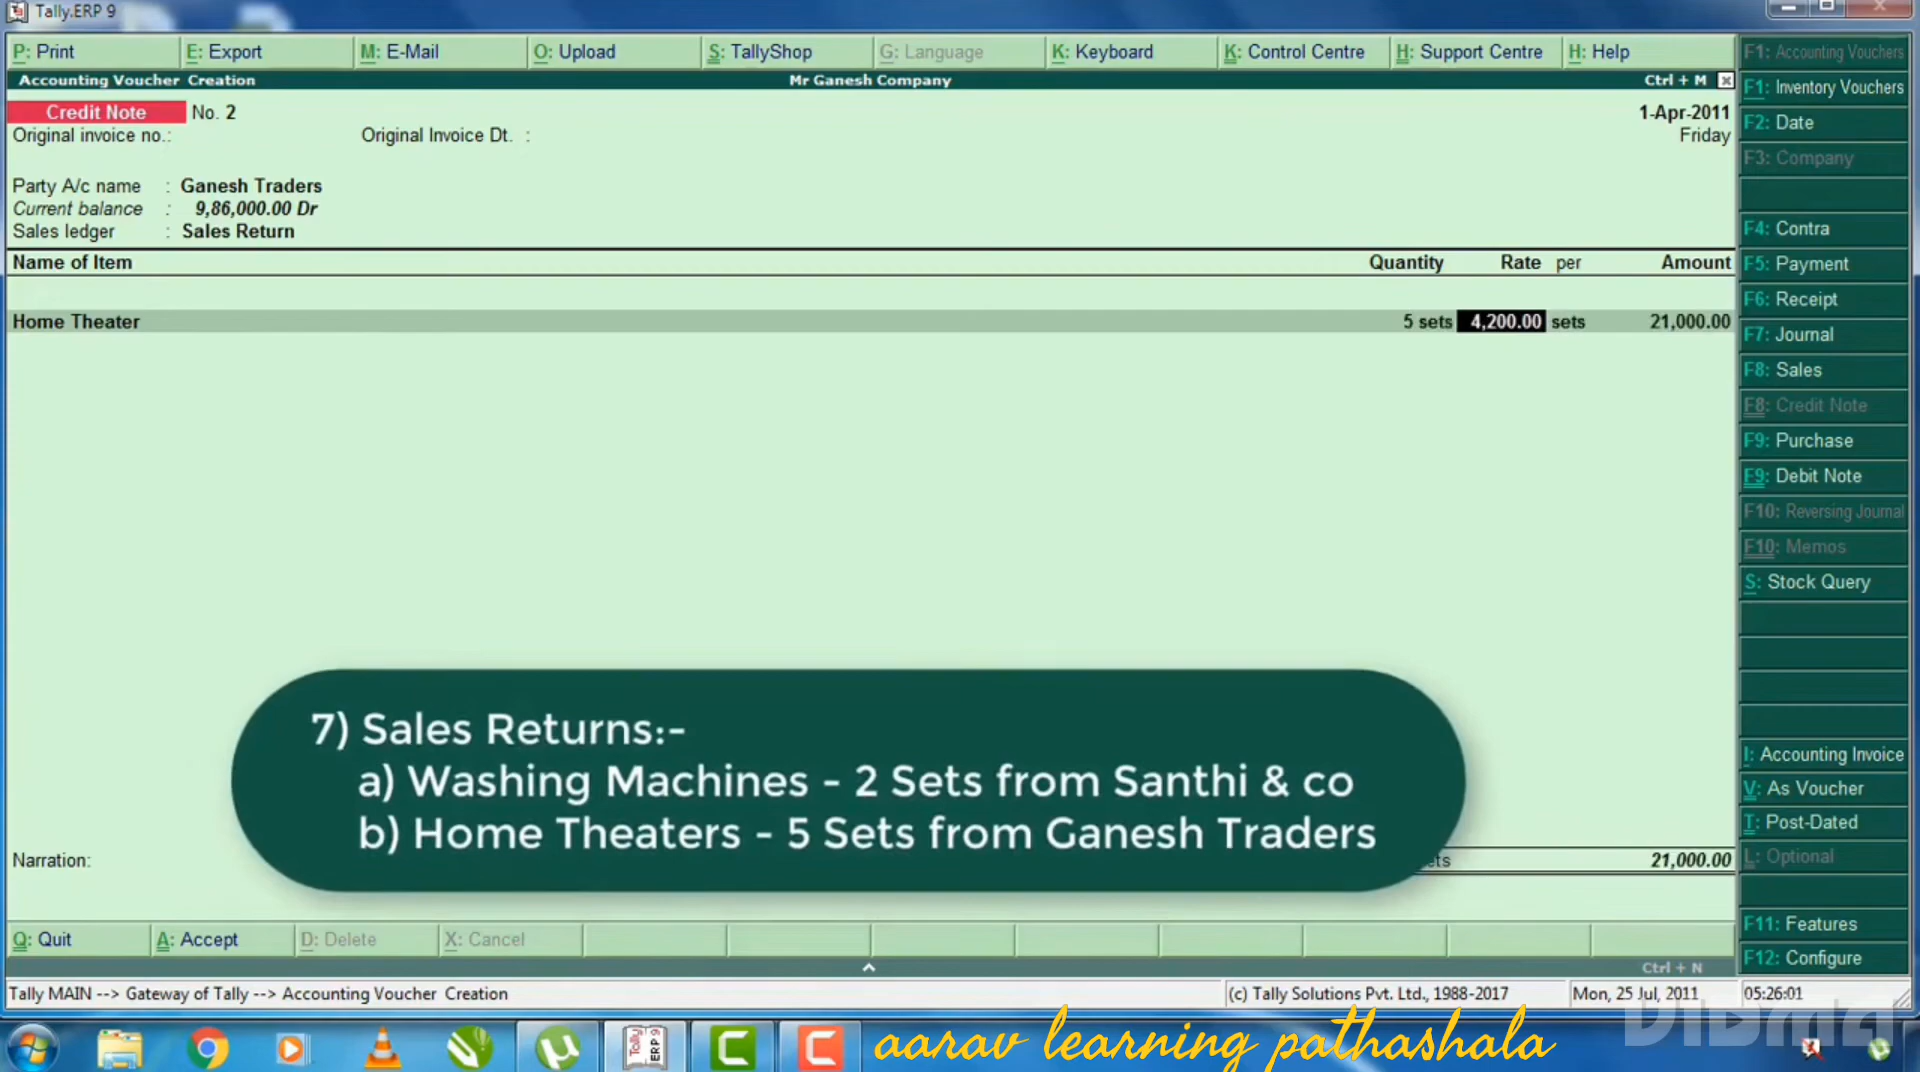 Tally.ERP 9
P: Print E: Export M: E-Mail O: Upload S: TallyShop G: Language K: Keyboard K: Control Centre H: Support Centre H: Help
Accounting Voucher Creation Mr Ganesh Company Ctrl + M
Credit Note No. 2 1-Apr-2011
Original invoice no.: Original Invoice Dt. : Friday
Party A/c name : Ganesh Traders
Current balance : 9,86,000.00 Dr
Sales ledger : Sales Return
Name of Item Quantity Rate per Amount
Home Theater 5 sets 4,200.00 sets 21,000.00
7) Sales Returns:-
a) Washing Machines - 2 Sets from Santhi & co
b) Home Theaters - 5 Sets from Ganesh Traders
Narration: 21,000.00
Q: Quit A: Accept D: Delete X: Cancel
Ctrl + N
Tally MAIN --> Gateway of Tally --> Accounting Voucher Creation (c) Tally Solutions Pvt. Ltd., 1988-2017 Mon, 25 Jul, 2011 05:26:01
F1: Accounting Vouchers
F1: Inventory Vouchers
F2: Date
F3: Company
F4: Contra
F5: Payment
F6: Receipt
F7: Journal
F8: Sales
F8: Credit Note
F9: Purchase
F9: Debit Note
F10: Reversing Journal
F10: Memos
S: Stock Query
I: Accounting Invoice
V: As Voucher
T: Post-Dated
L: Optional
F11: Features
F12: Configure
Tally ERP 9
aarav learning pathashala